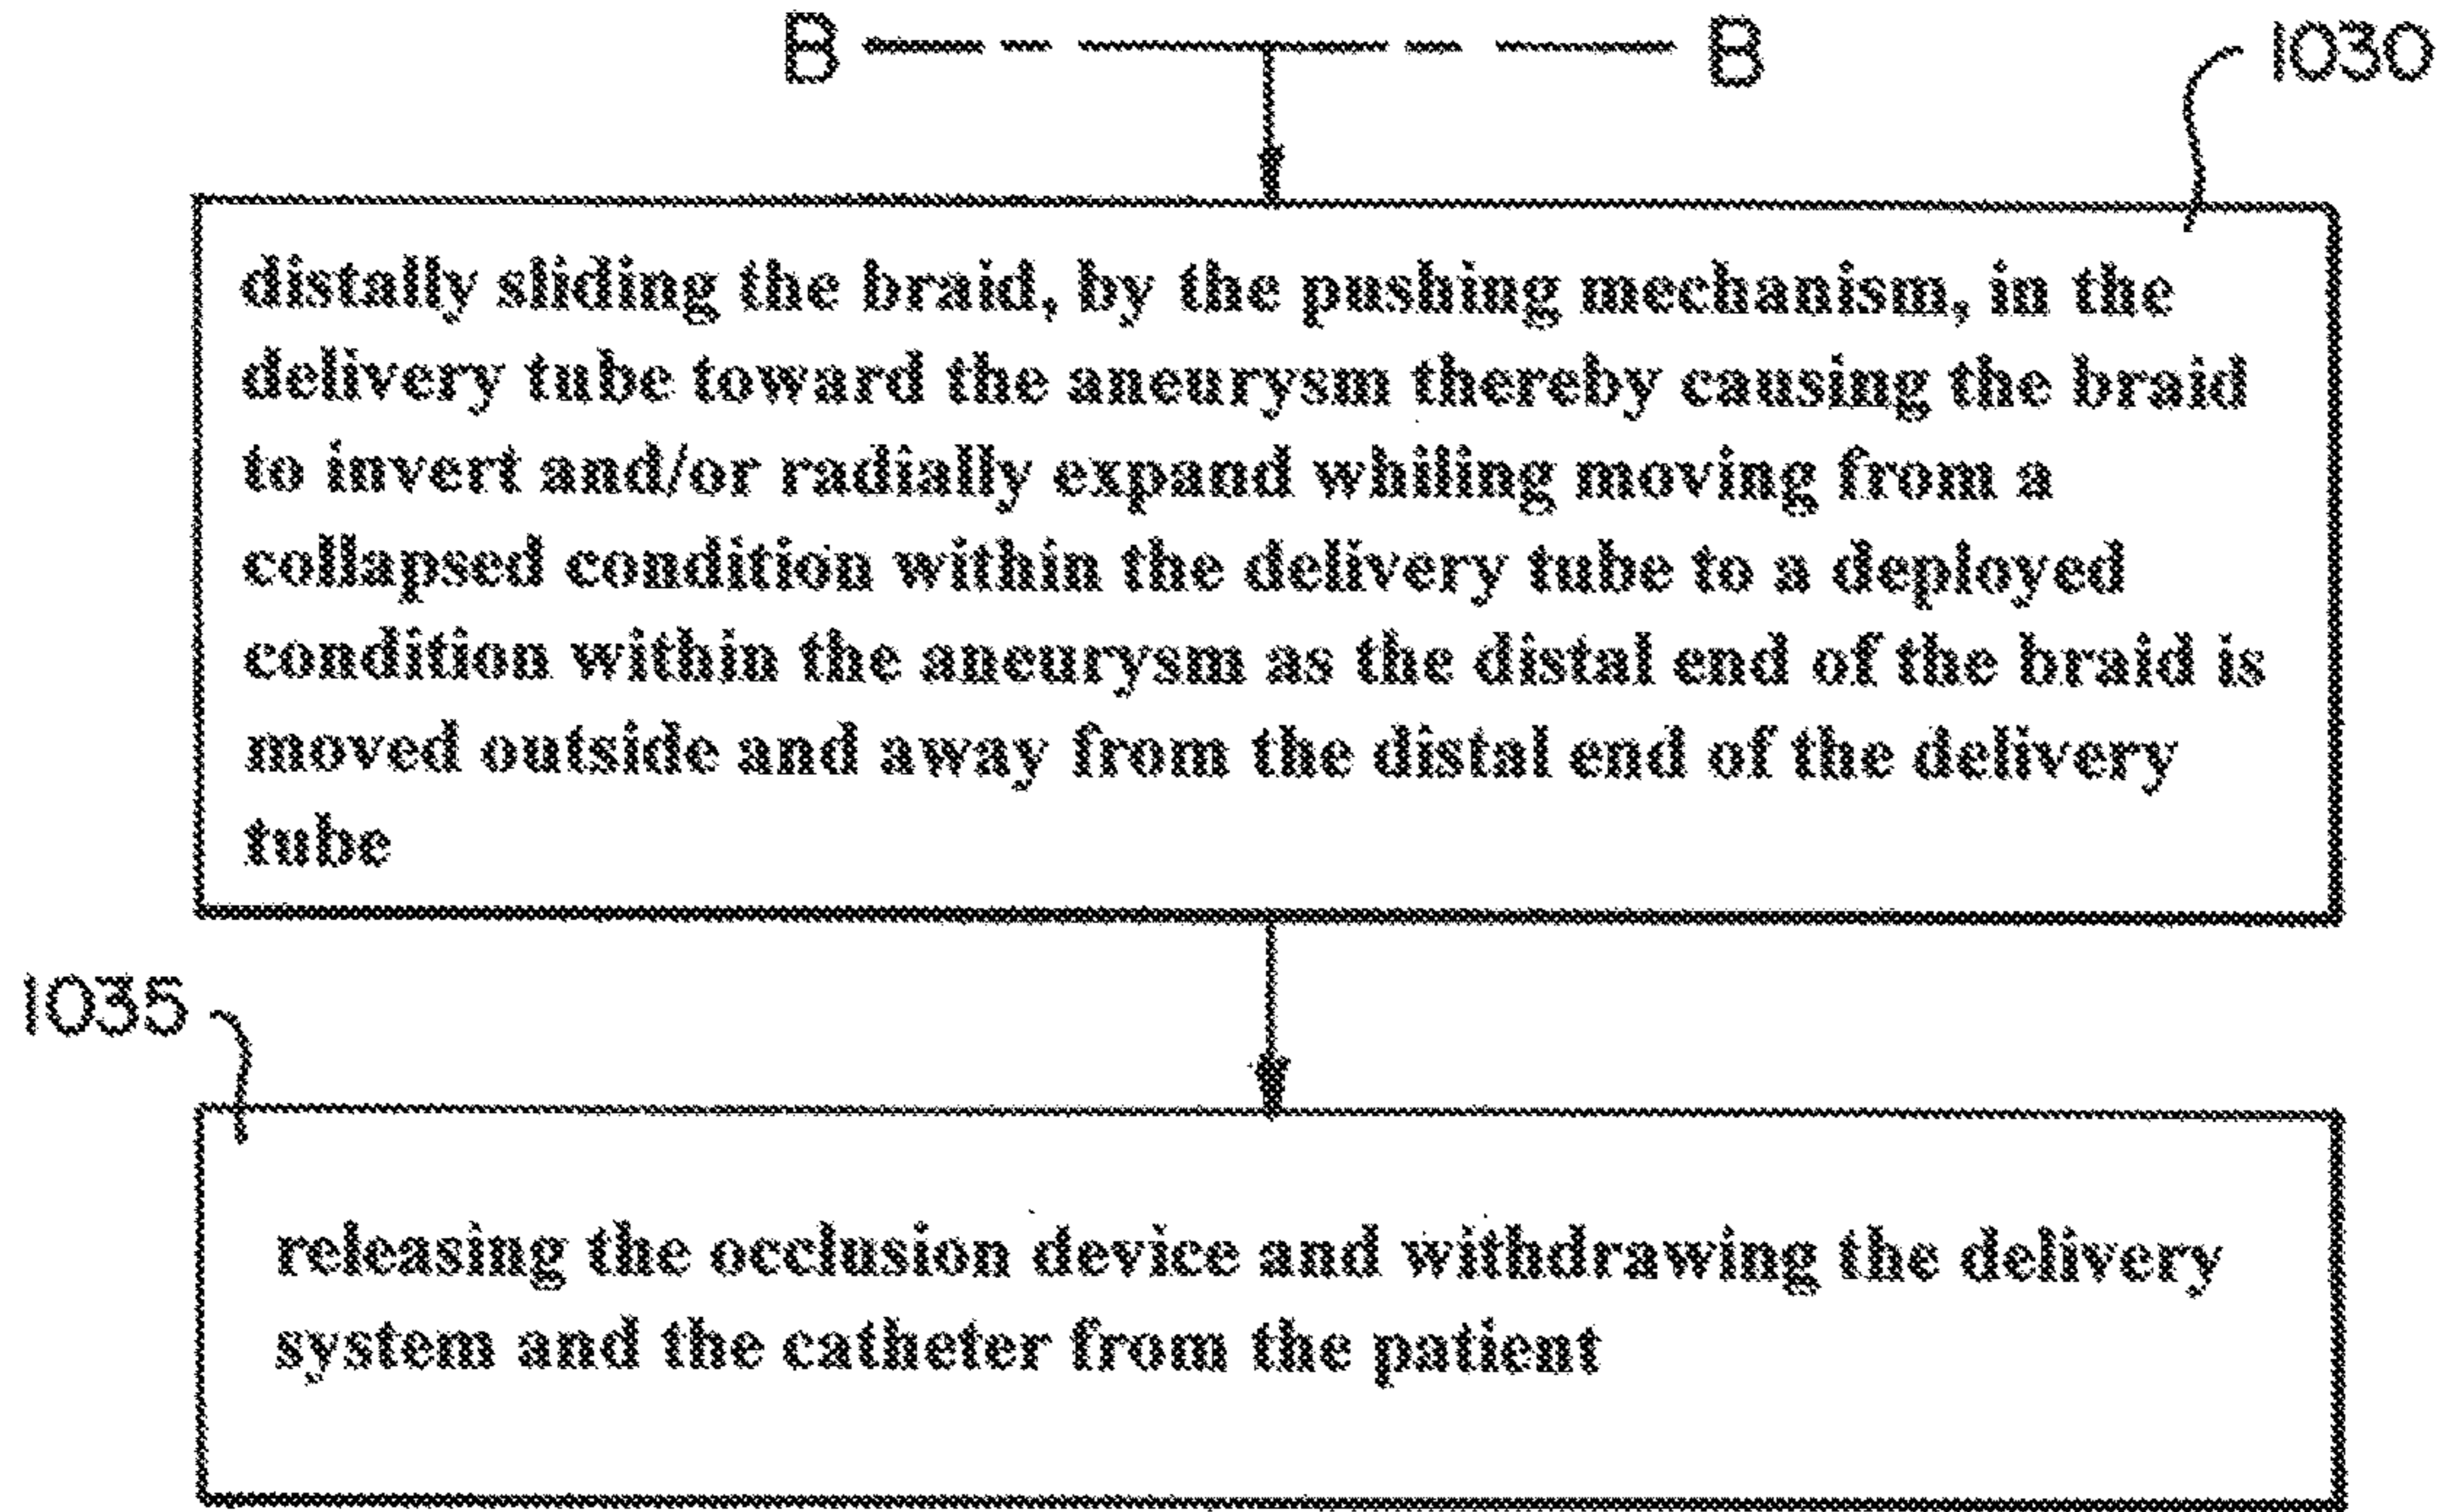 B B
1030
distally sliding the braid, by the pushing mechanism, in the
delivery tube toward the aneurysm thereby causing the braid
to invert and/or radially expand whiling moving from a
collapsed condition within the delivery tube to a deployed
condition within the aneurysm as the distal end of the braid is
moved outside and away from the distal end of the delivery
tube
1035
releasing the occlusion device and withdrawing the delivery
system and the catheter from the patient